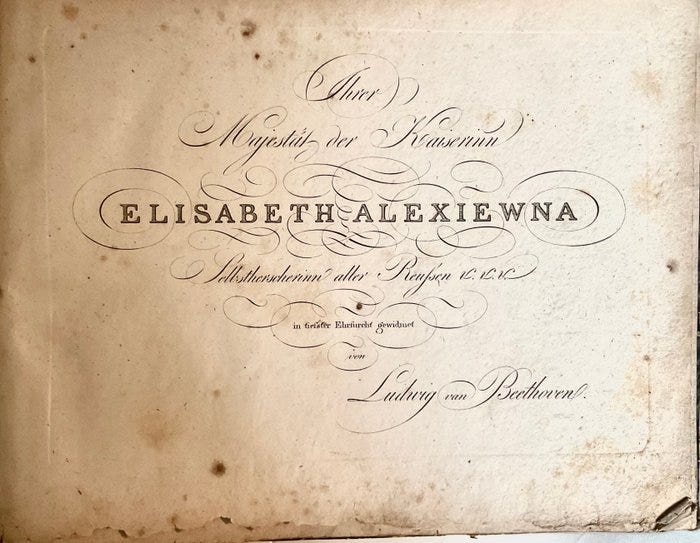 Ihrer
Majestät der Kaiserinn
ELISABETH ALEXIEWNA
Selbstherscherinn aller Reußen &. &. &.
in tiefster Ehrfurcht gewidmet
von
Ludwig van Beethoven.